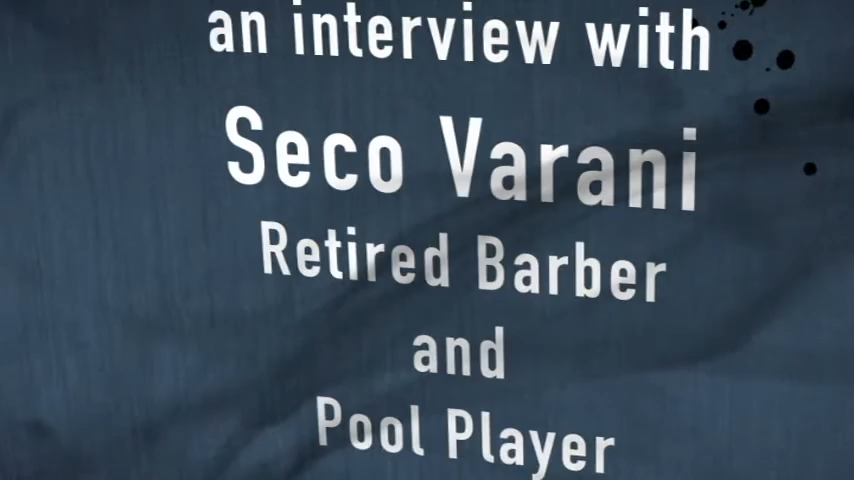 an interview with
Seco Varani
Retired Barber
and
Pool Player